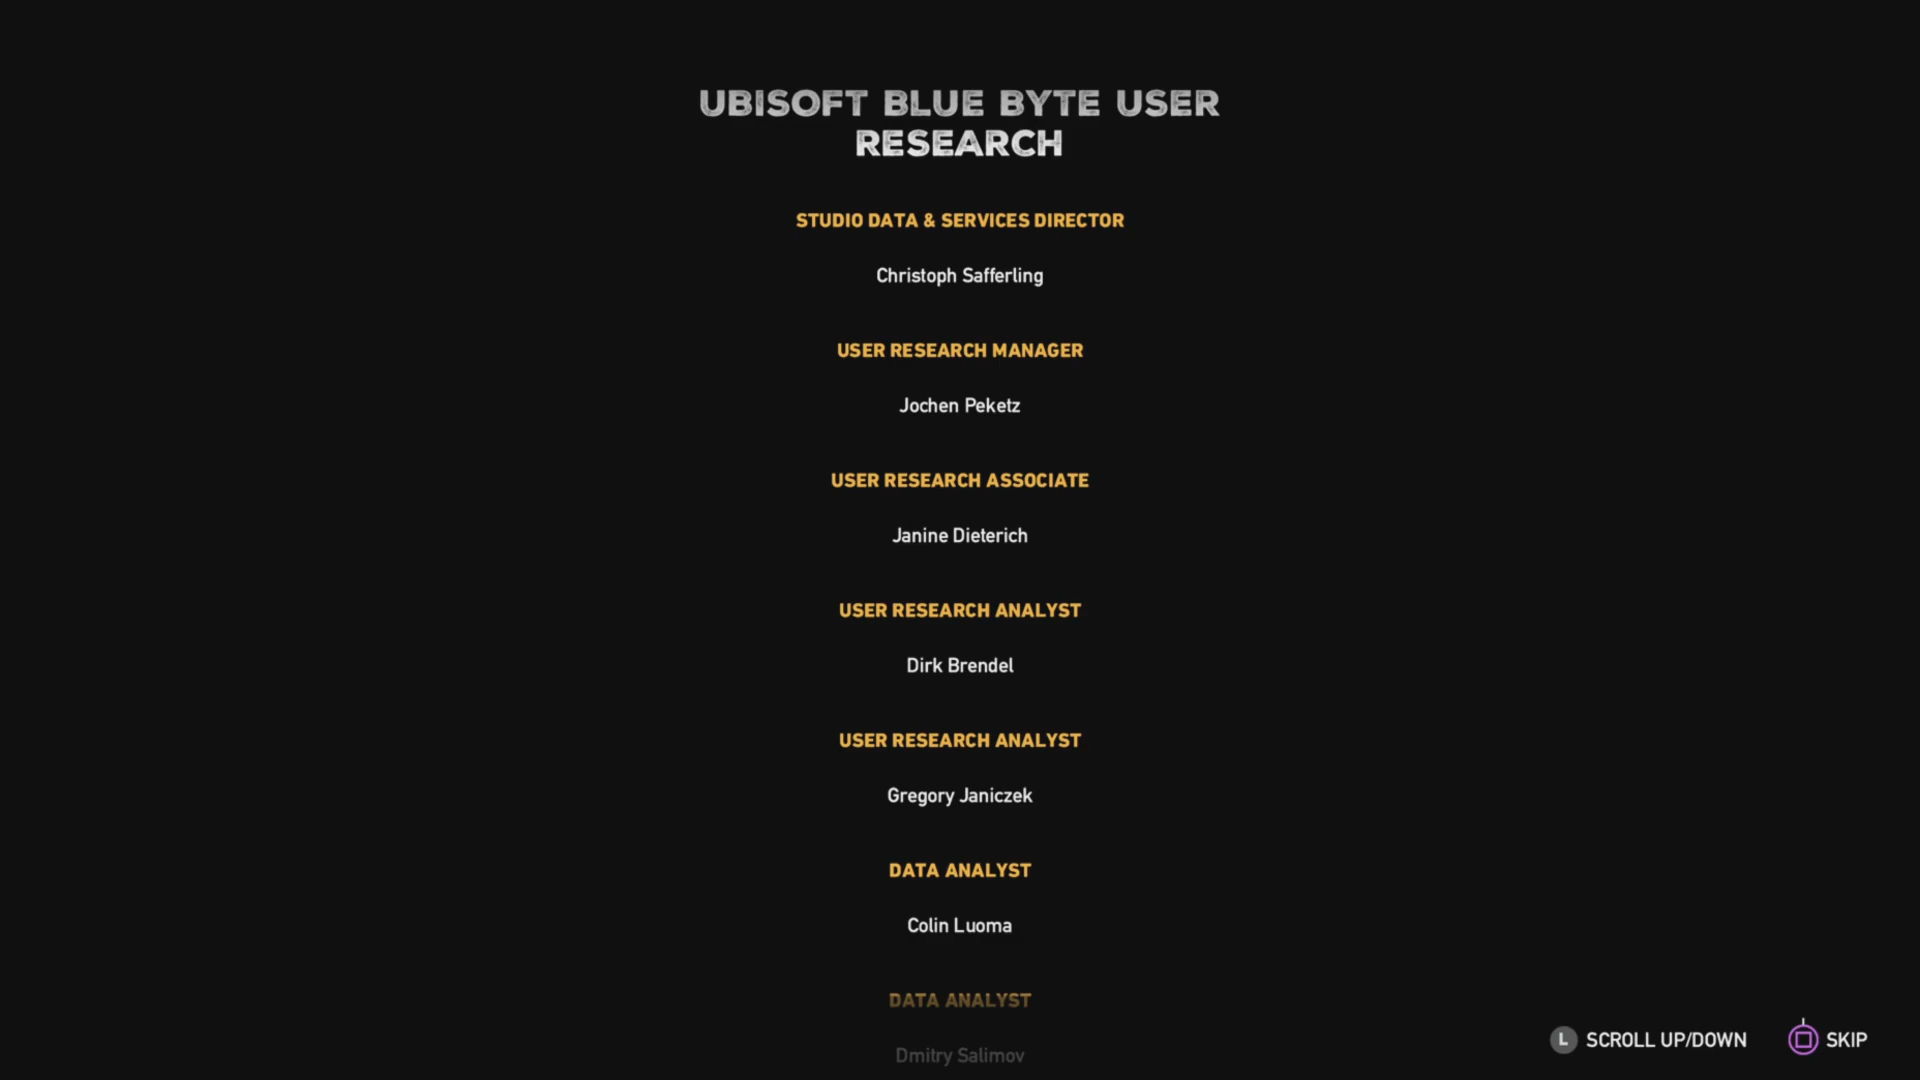 UBISOFT BLUE BYTE USER
RESEARCH
STUDIO DATA & SERVICES DIRECTOR
Christoph Safferling
USER RESEARCH MANAGER
Jochen Peketz
USER RESEARCH ASSOCIATE
Janine Dieterich
USER RESEARCH ANALYST
Dirk Brendel
USER RESEARCH ANALYST
Gregory Janiczek
DATA ANALYST
Colin Luoma
DATA ANALYST
Dmitry Salimov
L SCROLL UP/DOWN SKIP